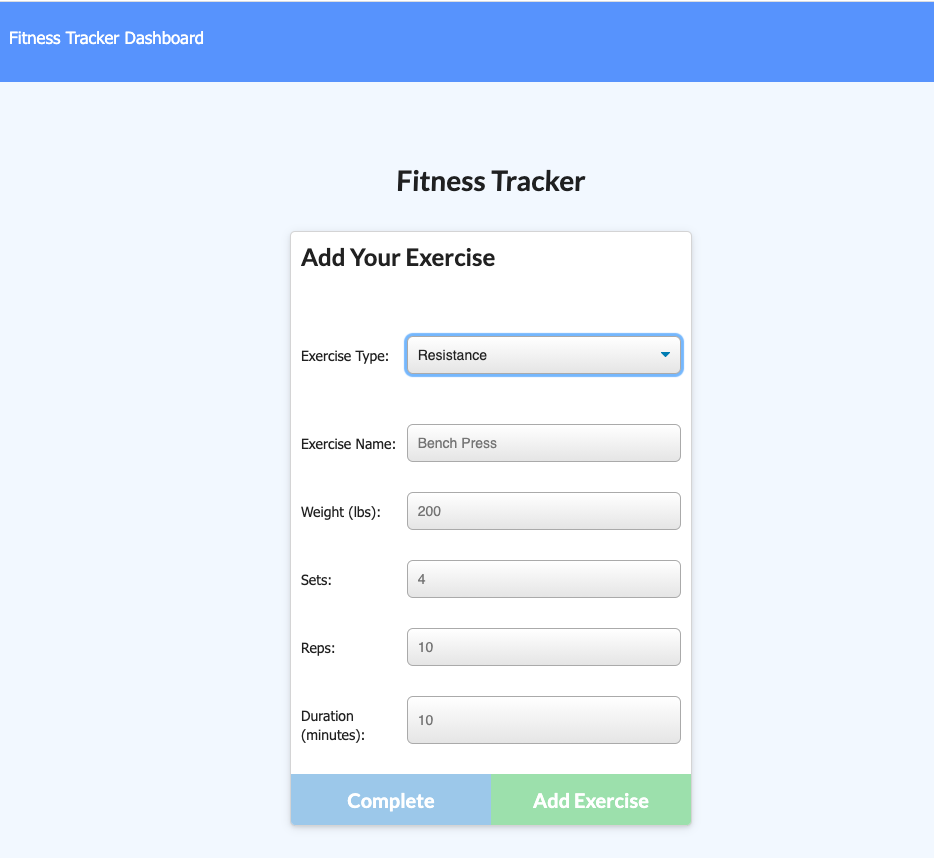 Fitness Tracker Dashboard
Fitness Tracker
Add Your Exercise
Exercise Type: Resistance
Exercise Name: Bench Press
Weight (lbs): 200
Sets: 4
Reps: 10
Duration
(minutes): 10
Complete Add Exercise